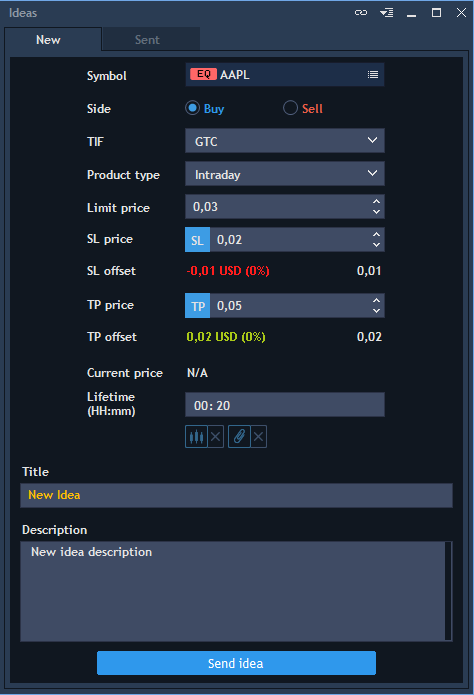 Ideas
New Sent
Symbol EQ AAPL
Side Buy Sell
TIF GTC
Product type Intraday
Limit price 0,03
SL price SL 0,02
SL offset -0,01 USD (0%) 0,01
TP price TP 0,05
TP offset 0,02 USD (0%) 0,02
Current price N/A
Lifetime
(HH:mm) 00: 20
Title
New Idea
Description
New idea description
Send idea